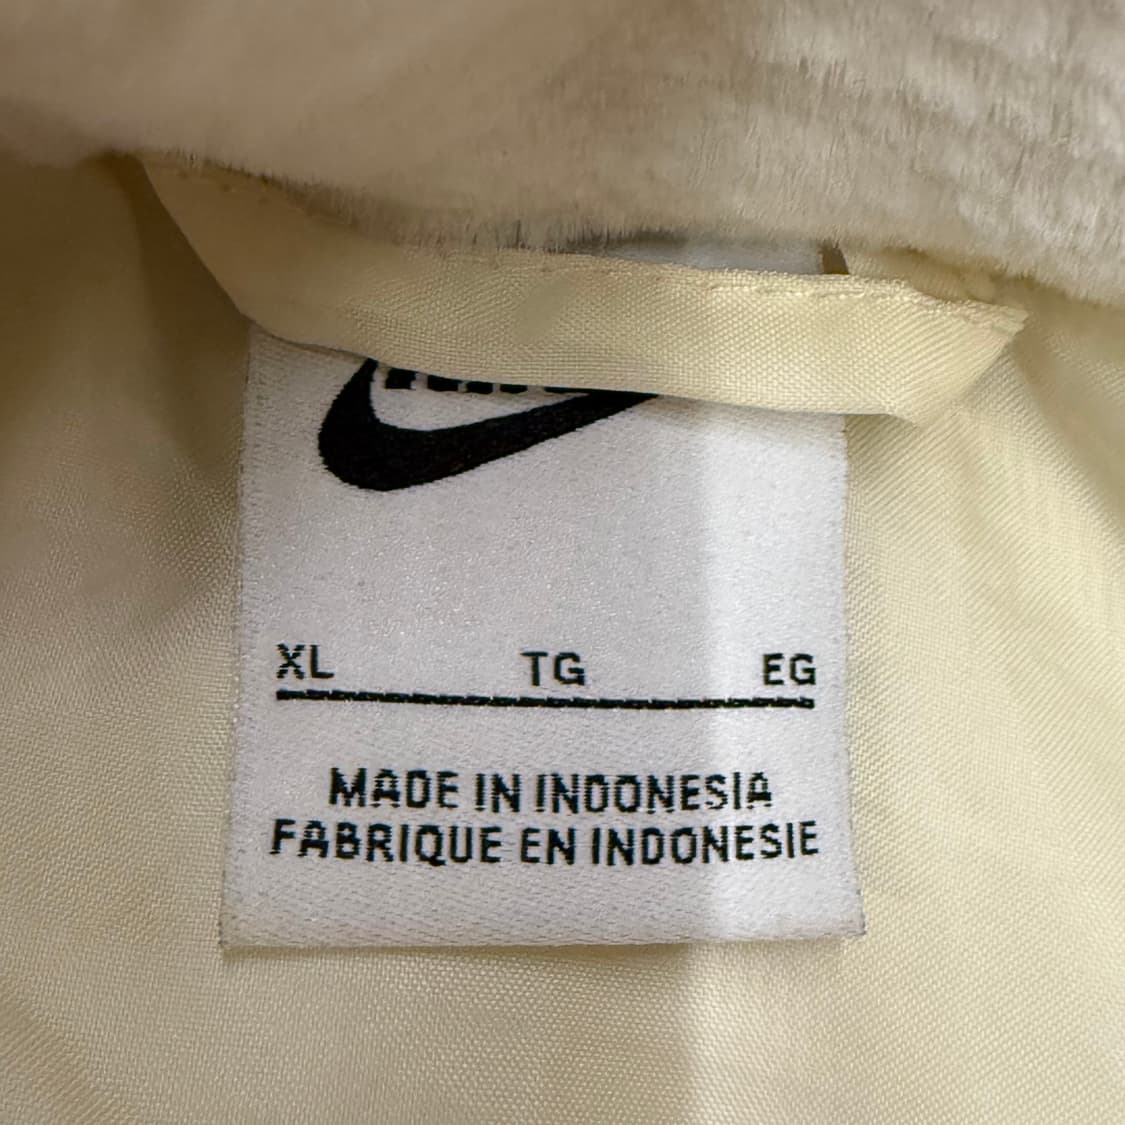 XL TG EG
MADE IN INDONESIA
FABRIQUE EN INDONESIE